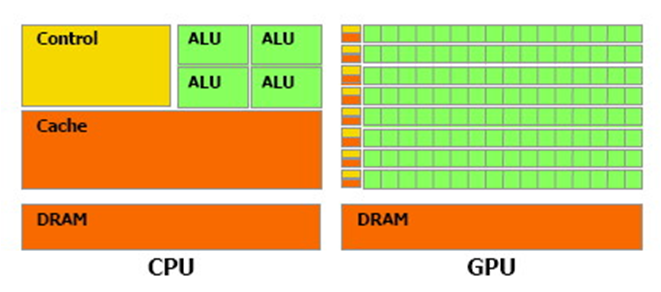 Control
ALU ALU
ALU ALU
Cache
DRAM
DRAM
CPU
GPU